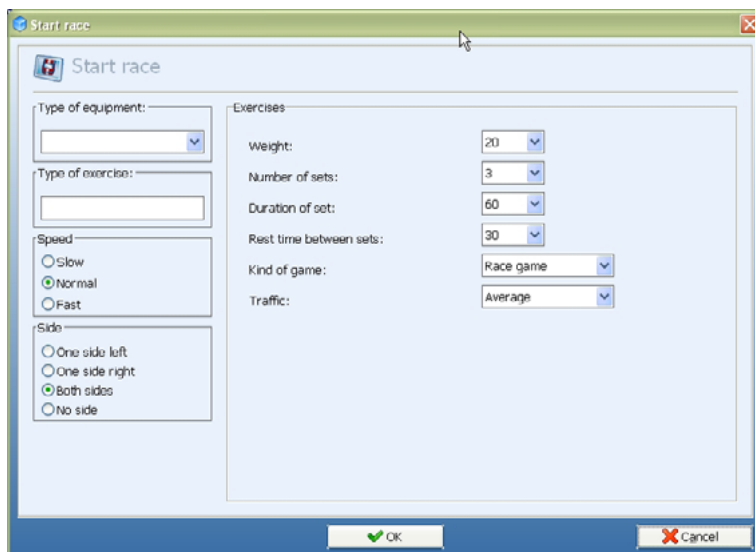 Start race
Start race
Type of equipment:
Type of exercise:
Speed
Slow
Normal
Fast
Side
One side left
One side right
Both sides
No side
Exercises
Weight: 20
Number of sets: 3
Duration of set: 60
Rest time between sets: 30
Kind of game: Race game
Traffic: Average
OK Cancel